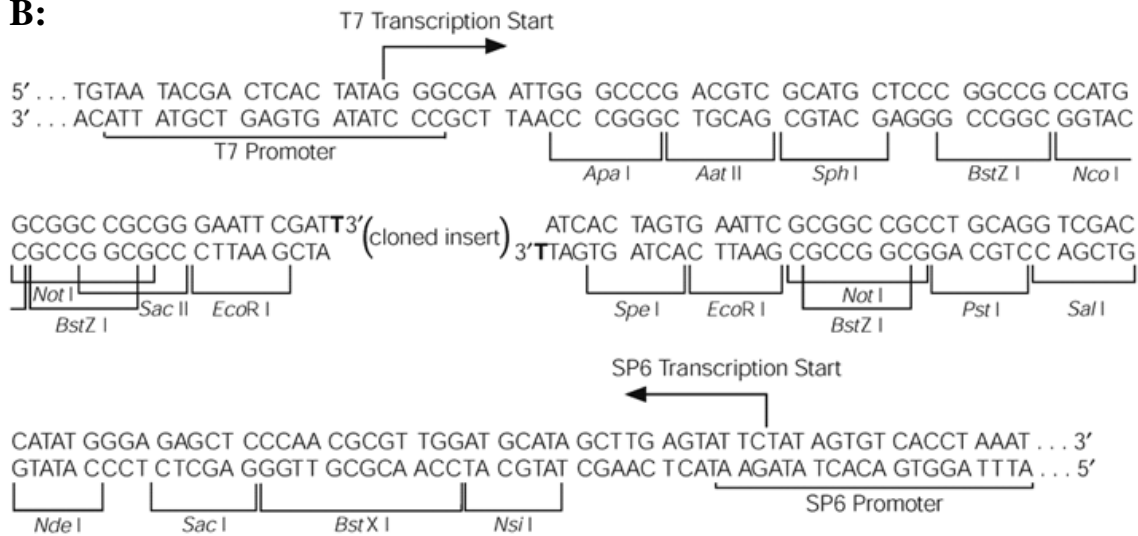 B:
T7 Transcription Start
5′ . . . TGTAA TACGA CTCAC TATAG GGCGA ATTGG GCCCG ACGTC GCATG CTCCC GGCCG CCATG
3′ . . . ACATT ATGCT GAGTG ATATC CCGCT TAACC CGGGC TGCAG CGTAC GAGGG CCGGC GGTAC
T7 Promoter
Apa I Aat II Sph I BstZ I Nco I
GCGGC CGCGG GAATT CGATT3′ (cloned insert) ATCAC TAGTG AATTC GCGGC CGCCT GCAGG TCGAC
CGCCG GCGCC CTTAA GCTA 3′TTAGTG ATCAC TTAAG CGCCG GCGGA CGTCC AGCTG
Not I Sac II EcoR I Spe I EcoR I Not I Pst I Sal I
BstZ I BstZ I
SP6 Transcription Start
CATAT GGGA GAGCT CCCAA CGCGT TGGAT GCATA GCTTG AGTAT TCTAT AGTGT CACCT AAAT . . . 3′
GTATA CCCT CTCGAG GGTT GCGCA ACCTA CGTAT CGAAC TCATA AGATA TCACA GTGGA TTTA . . . 5′
SP6 Promoter
Nde I Sac I BstX I Nsi I